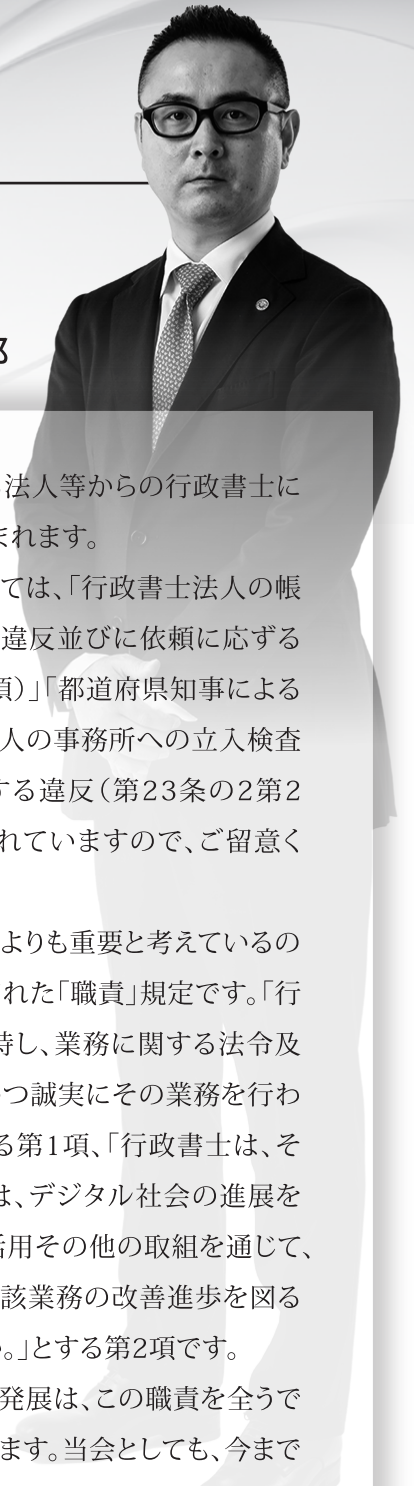 郎
法人等からの行政書士に
まれます。
ては、「行政書士法人の帳
違反並びに依頼に応ずる
項）」「都道府県知事による
人の事務所への立入検査
する違反（第23条の2第2
れていますので、ご留意く
よりも重要と考えているの
れた「職責」規定です。「行
持し、業務に関する法令及
つ誠実にその業務を行わ
る第1項、「行政書士は、そ
は、デジタル社会の進展を
活用その他の取組を通じて、
該業務の改善進歩を図る
。」とする第2項です。
発展は、この職責を全うで
ます。当会としても、今まで